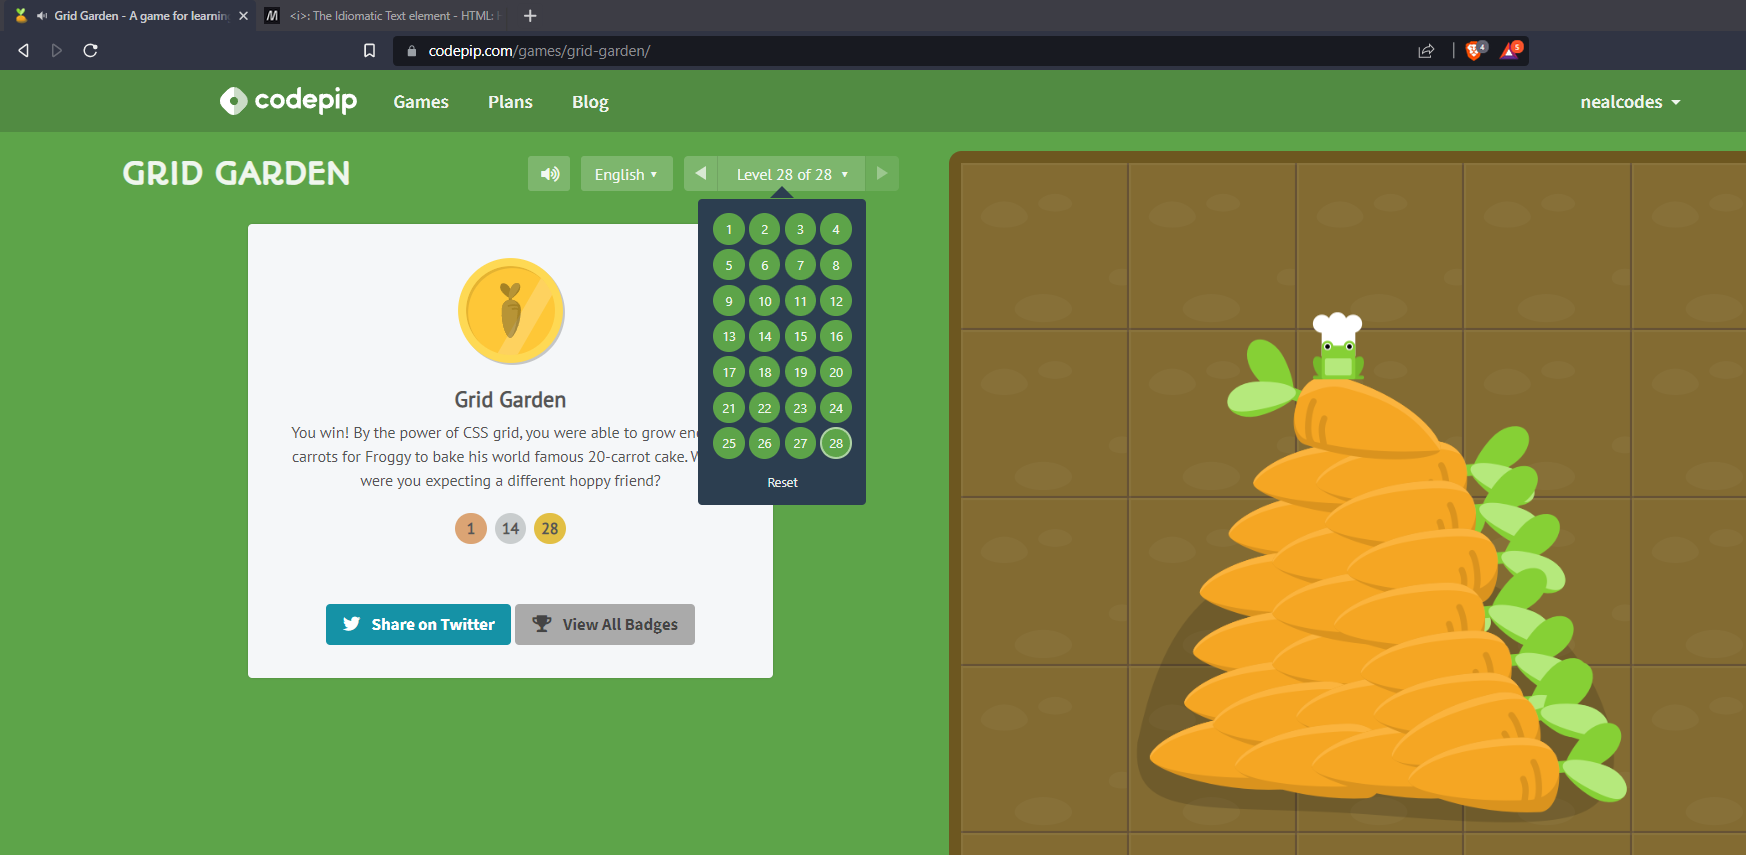 Grid Garden - A game for learnin
<i>: The Idiomatic Text element - HTML:
codepip.com/games/grid-garden/
4
5
codepip
Games
Plans
Blog
nealcodes
GRID GARDEN
English
Level 28 of 28
1 2 3 4
5 6 7 8
9 10 11 12
13 14 15 16
17 18 19 20
21 22 23 24
25 26 27 28
Reset
Grid Garden
You win! By the power of CSS grid, you were able to grow en
carrots for Froggy to bake his world famous 20-carrot cake. W
were you expecting a different hoppy friend?
1 14 28
Share on Twitter
View All Badges